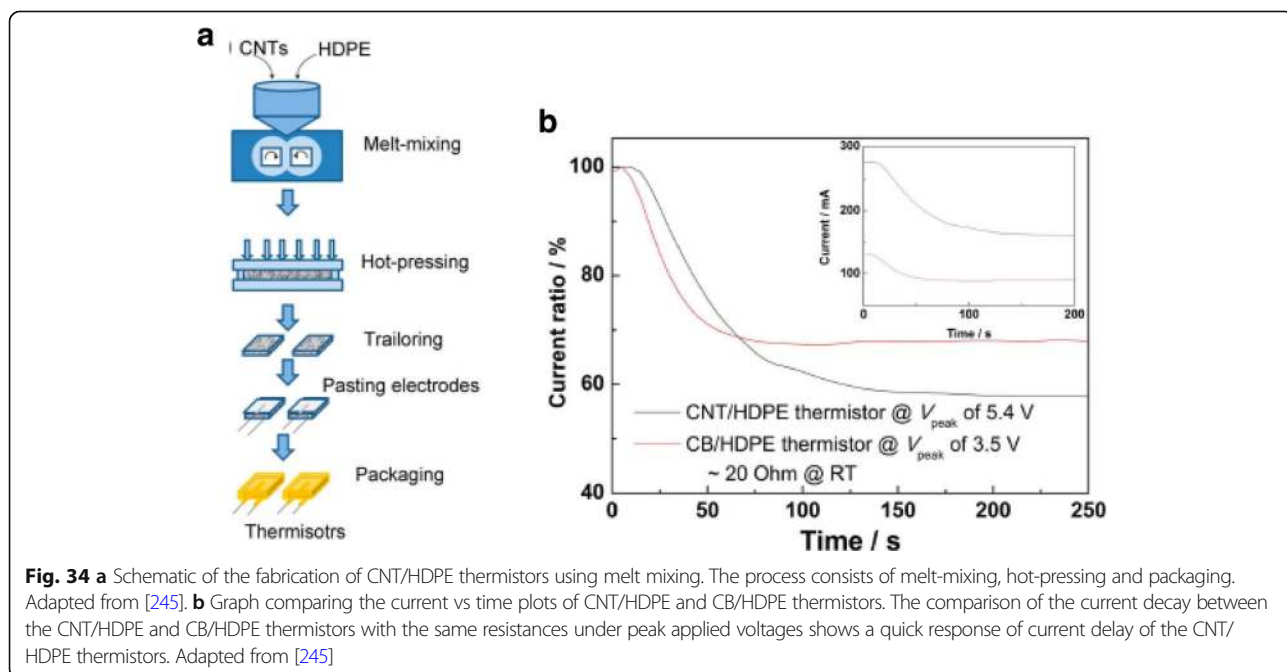 a
CNTs HDPE
Melt-mixing
Hot-pressing
Trailoring
Pasting electrodes
Packaging
Thermisotrs
b
Current ratio / %
100
80
60
40
0 50 100 150 200 250
Time / s
Current / mA
300
200
100
0 100 200
Time / s
CNT/HDPE thermistor @ Vpeak of 5.4 V
CB/HDPE thermistor @ Vpeak of 3.5 V
~ 20 Ohm @ RT
Fig. 34 a Schematic of the fabrication of CNT/HDPE thermistors using melt mixing. The process consists of melt-mixing, hot-pressing and packaging.
Adapted from [245]. b Graph comparing the current vs time plots of CNT/HDPE and CB/HDPE thermistors. The comparison of the current decay between
the CNT/HDPE and CB/HDPE thermistors with the same resistances under peak applied voltages shows a quick response of current delay of the CNT/
HDPE thermistors. Adapted from [245]